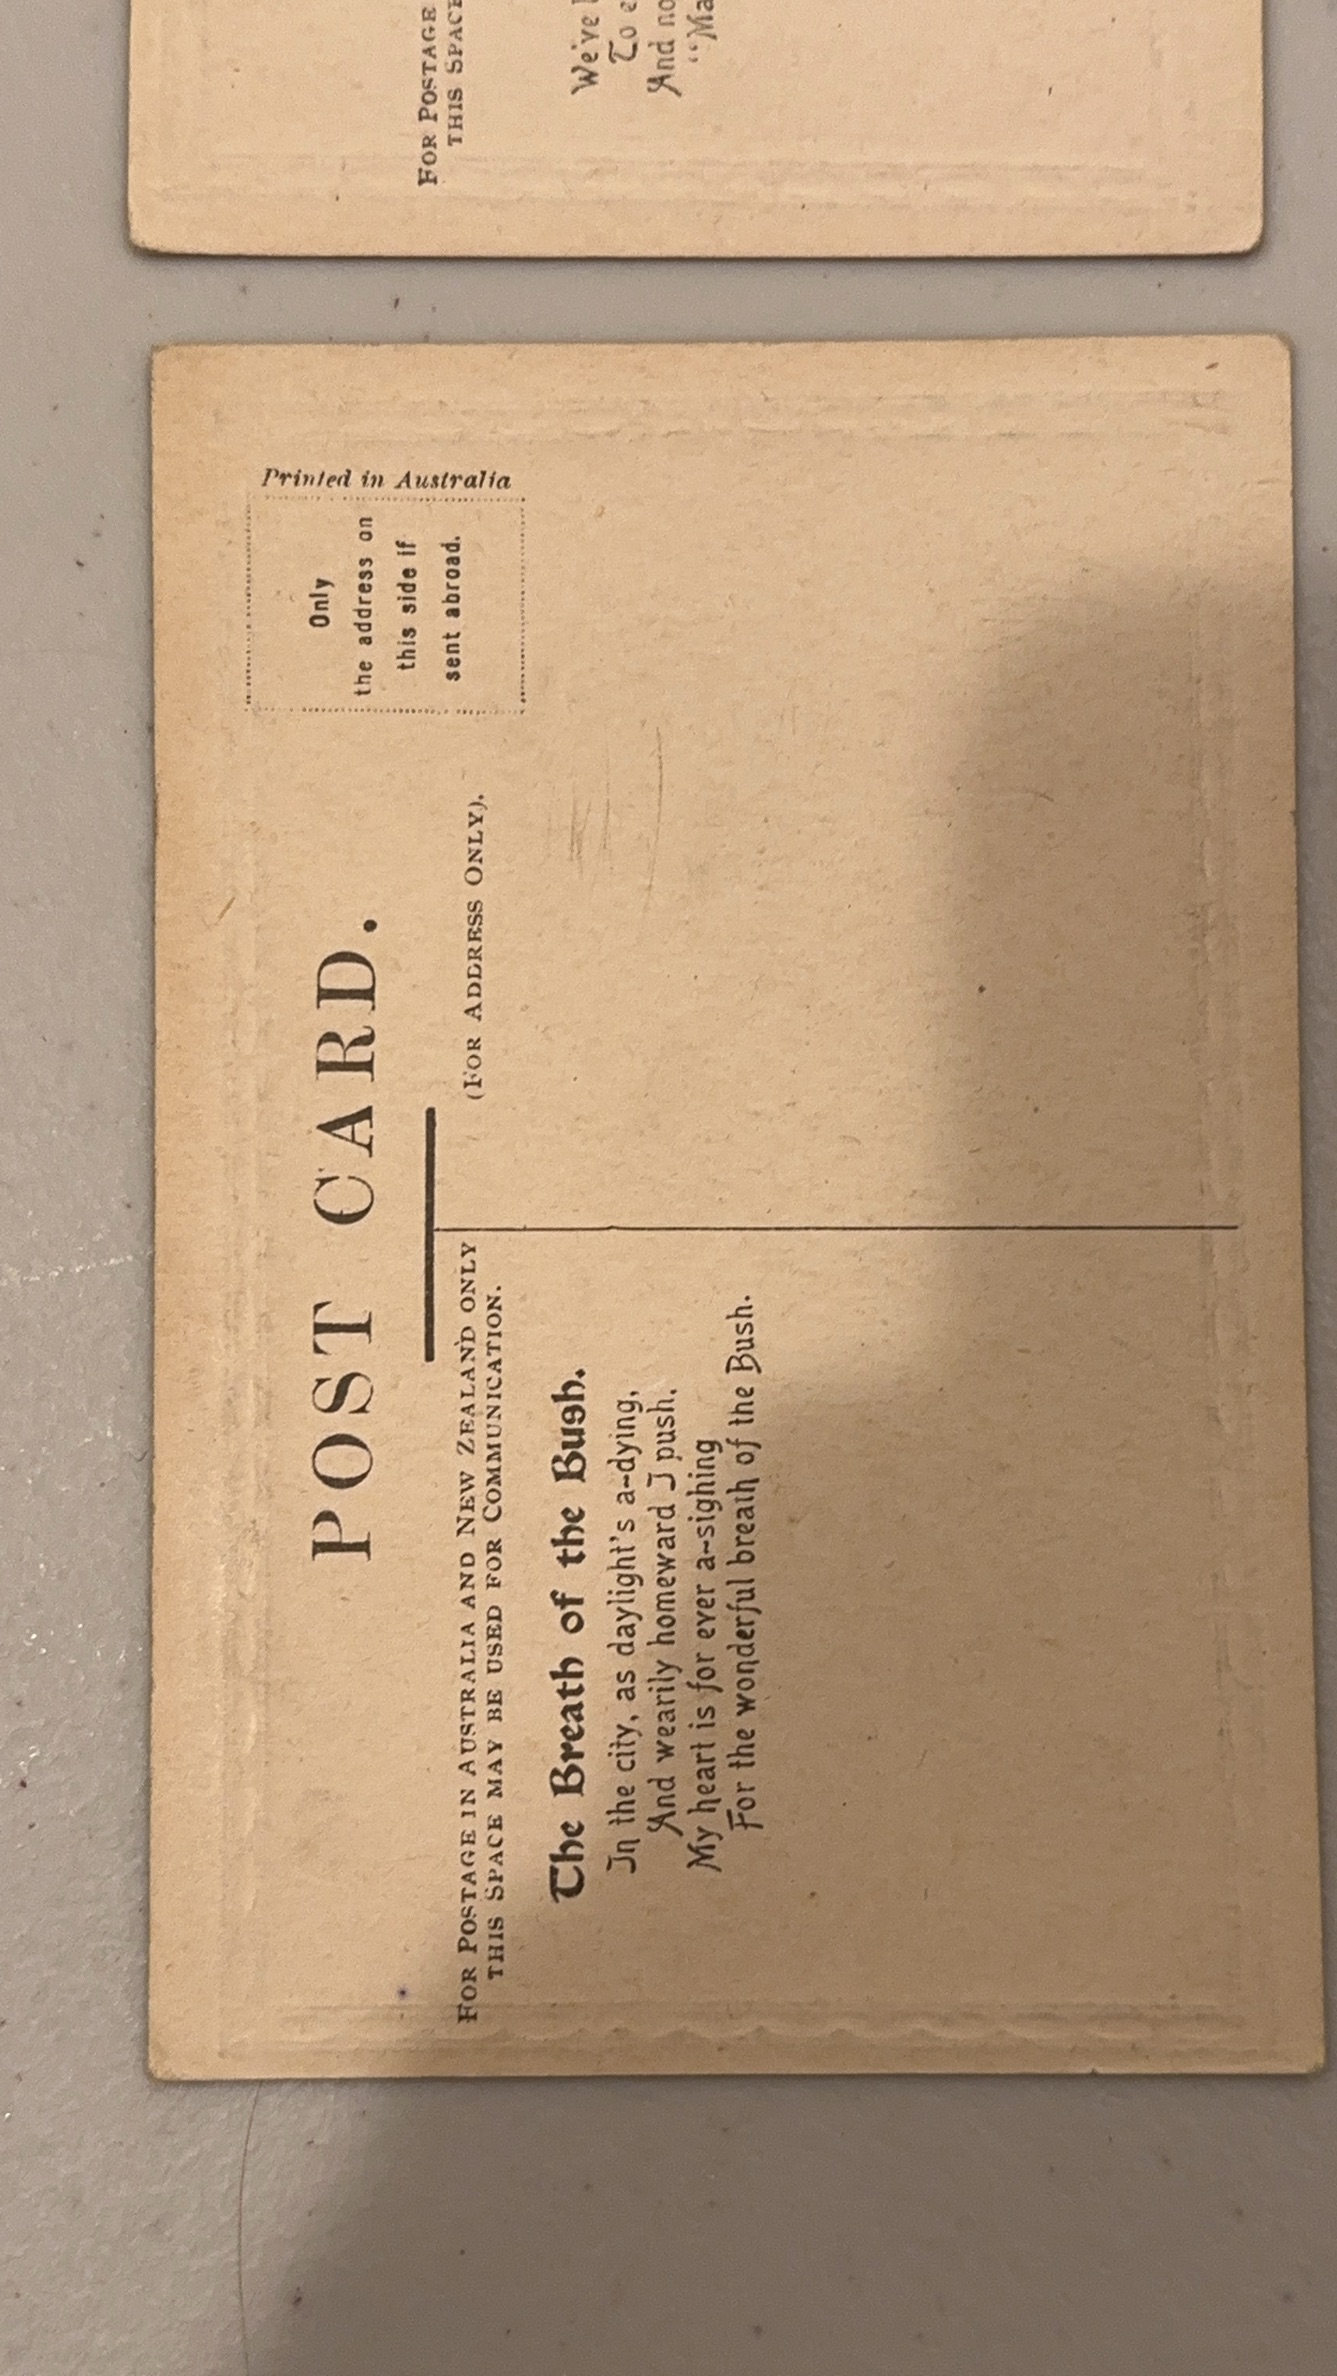 FOR POSTAGE
THIS SPACE
We've
To e
And no
"Ma
POST CARD.
Printed in Australia
Only
the address on
this side if
sent abroad.
FOR POSTAGE IN AUSTRALIA AND NEW ZEALAND ONLY
THIS SPACE MAY BE USED FOR COMMUNICATION.
(FOR ADDRESS ONLY).
The Breath of the Bush.
In the city, as daylight's a-dying,
And wearily homeward I push,
My heart is for ever a-sighing
For the wonderful breath of the Bush.